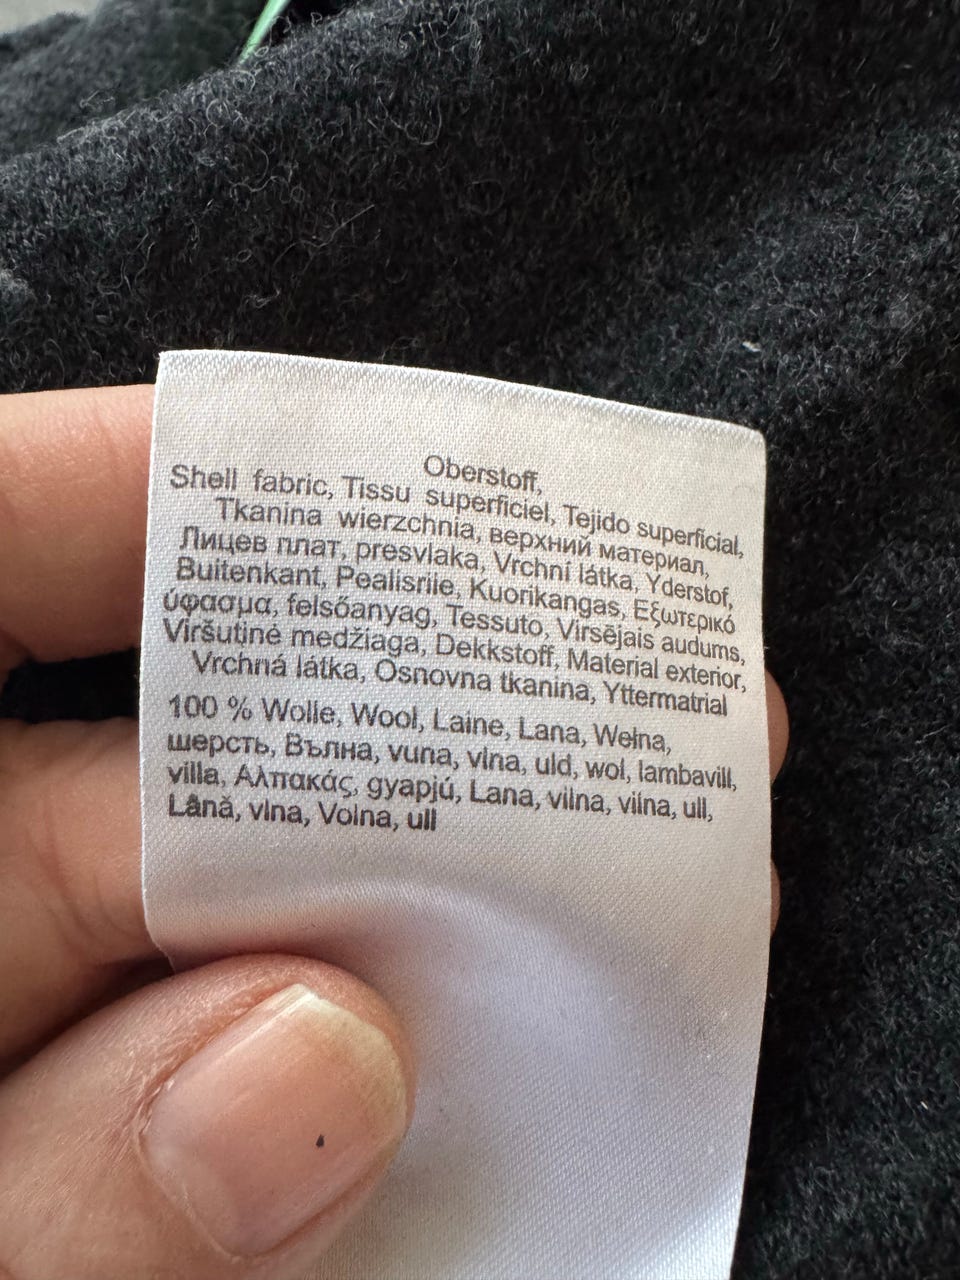 Oberstoff,
Shell fabric, Tissu superficiel, Tejido superficial,
Tkanina wierzchnia, верхний материал,
Лицев плат, presvlaka, Vrchní látka, Yderstof,
Buitenkant, Pealisriie, Kuorikangas, Εξωτερικό
ύφασμα, felsőanyag, Tessuto, Virsējais audums,
Viršutinė medžiaga, Dekkstoff, Material exterior,
Vrchná látka, Osnovna tkanina, Yttermatrial
100 % Wolle, Wool, Laine, Lana, Wełna,
шерсть, Вълна, vuna, vlna, uld, wol, lambavill,
villa, Αλπακάς, gyapjú, Lana, vilna, vilna, ull,
Lână, vlna, Volna, ull